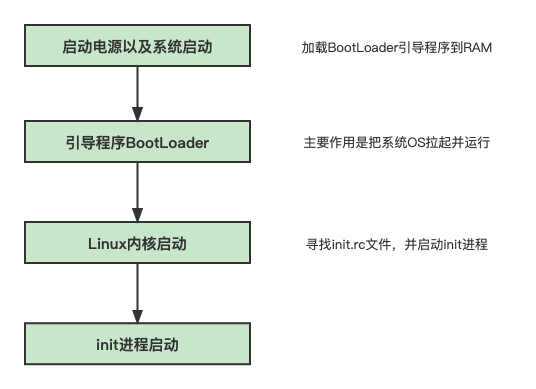 启动电源以及系统启动
加载BootLoader引导程序到RAM
引导程序BootLoader
主要作用是把系统OS拉起并运行
Linux内核启动
寻找init.rc文件，并启动init进程
init进程启动